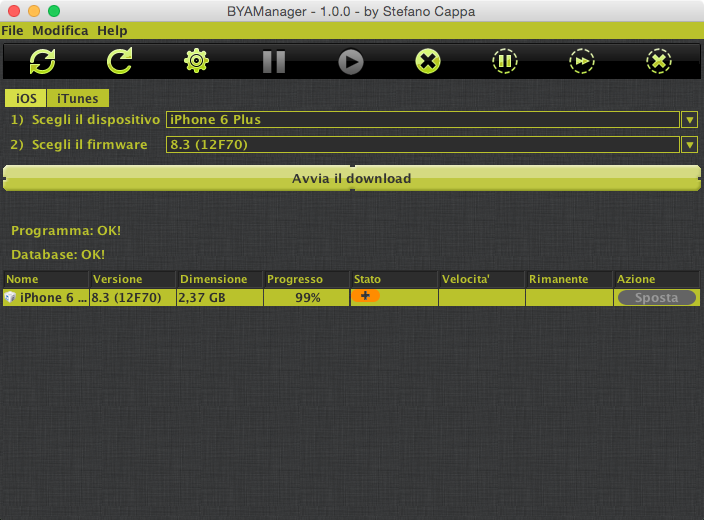 BYAManager - 1.0.0 - by Stefano Cappa
File Modifica Help
iOS iTunes
1) Scegli il dispositivo iPhone 6 Plus
2) Scegli il firmware 8.3 (12F70)
Avvia il download
Programma: OK!
Database: OK!
Nome Versione Dimensione Progresso Stato Velocita' Rimanente Azione
iPhone 6 ... 8.3 (12F70) 2,37 GB 99% + Sposta